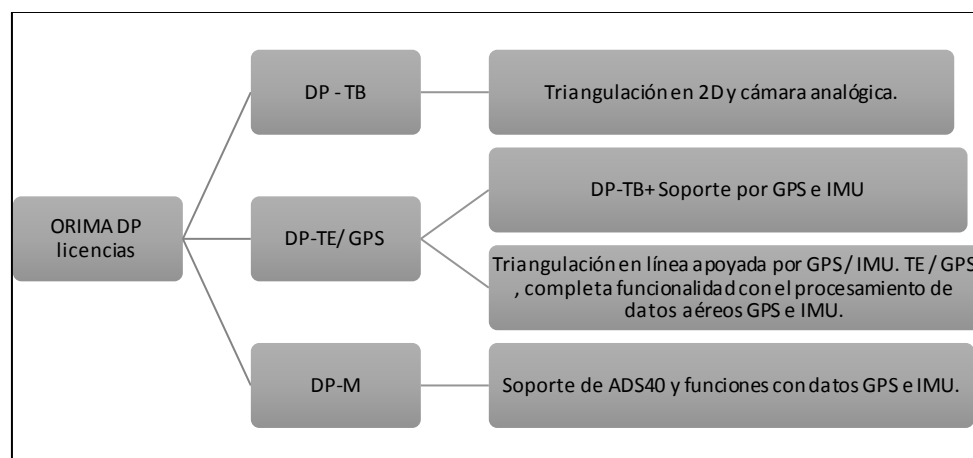 ORIMA DP
licencias
DP - TB
Triangulación en 2D y cámara analógica.
DP-TE/ GPS
DP-TB+ Soporte por GPS e IMU
Triangulación en línea apoyada por GPS/ IMU. TE / GPS
, completa funcionalidad con el procesamiento de
datos aéreos GPS e IMU.
DP-M
Soporte de ADS40 y funciones con datos GPS e IMU.